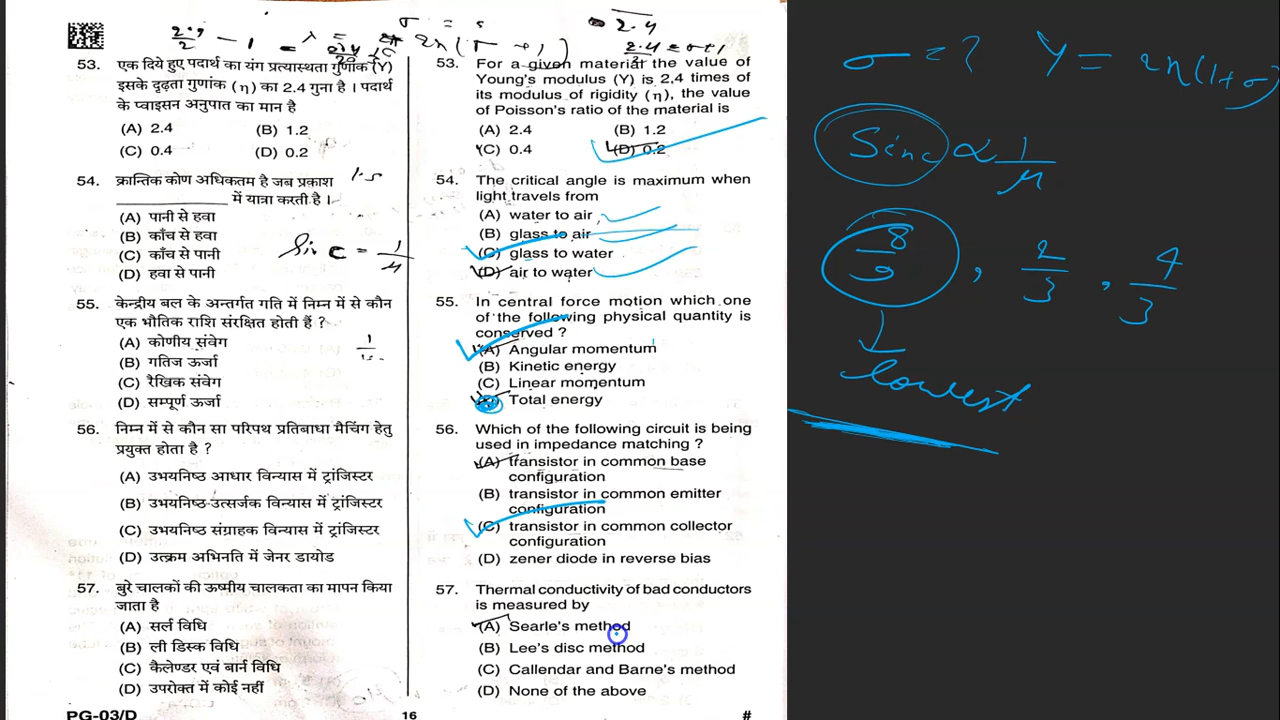 53. एक दिये हुए पदार्थ का यंग प्रत्यास्थता गुणांक (Y)
इसके दृढ़ता गुणांक (η) का 2.4 गुना है । पदार्थ
के प्वाइसन अनुपात का मान है
(A) 2.4 (B) 1.2
(C) 0.4 (D) 0.2
54. क्रान्तिक कोण अधिकतम है जब प्रकाश
____________ में यात्रा करती है ।
(A) पानी से हवा
(B) काँच से हवा
(C) काँच से पानी
(D) हवा से पानी
Sin C = 1/μ
55. केन्द्रीय बल के अन्तर्गत गति में निम्न में से कौन
एक भौतिक राशि संरक्षित होती हैं ?
(A) कोणीय संवेग
(B) गतिज ऊर्जा
(C) रैखिक संवेग
(D) सम्पूर्ण ऊर्जा
56. निम्न में से कौन सा परिपथ प्रतिबाधा मैचिंग हेतु
प्रयुक्त होता है ?
(A) उभयनिष्ठ आधार विन्यास में ट्रांजिस्टर
(B) उभयनिष्ठ उत्सर्जक विन्यास में ट्रांजिस्टर
(C) उभयनिष्ठ संग्राहक विन्यास में ट्रांजिस्टर
(D) उत्क्रम अभिनति में जेनर डायोड
57. बुरे चालकों की ऊष्मीय चालकता का मापन किया
जाता है
(A) सर्ल विधि
(B) ली डिस्क विधि
(C) कैलेण्डर एवं बार्न विधि
(D) उपरोक्त में कोई नहीं
53. For a given material the value of
Young's modulus (Y) is 2.4 times of
its modulus of rigidity (η), the value
of Poisson's ratio of the material is
(A) 2.4 (B) 1.2
(C) 0.4 (D) 0.2
54. The critical angle is maximum when
light travels from
(A) water to air
(B) glass to air
(C) glass to water
(D) air to water
55. In central force motion which one
of the following physical quantity is
conserved ?
(A) Angular momentum
(B) Kinetic energy
(C) Linear momentum
Total energy
56. Which of the following circuit is being
used in impedance matching ?
(A) transistor in common base
configuration
(B) transistor in common emitter
configuration
(C) transistor in common collector
configuration
(D) zener diode in reverse bias
57. Thermal conductivity of bad conductors
is measured by
(A) Searle's method
(B) Lee's disc method
(C) Callendar and Barne's method
(D) None of the above
PG-03/D 16 #
σ = ? Y = 2η(1+σ)
Sinc ∝ 1/μ
8/9 , 2/3 , 4/3
lowest